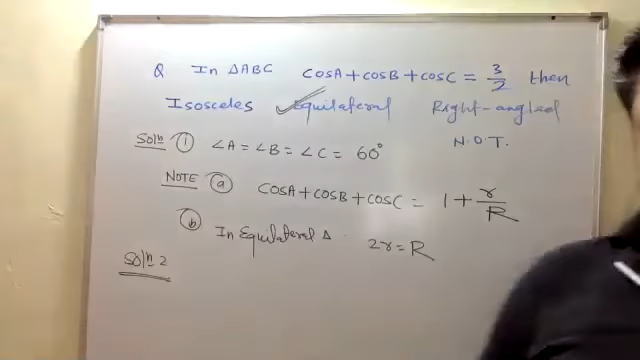 Q In △ABC cosA + cosB + cosC = 3/2 then
Isosceles Equilateral Right-angled
N.O.T.
Solⁿ ① ∠A = ∠B = ∠C = 60°
NOTE ⓐ cosA + cosB + cosC = 1 + r/R
ⓑ In Equilateral △ 2r = R
Solⁿ 2